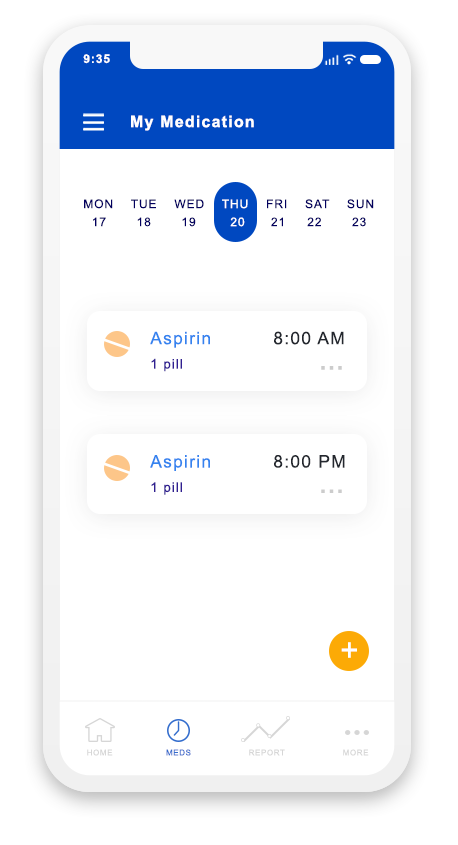 9:35
My Medication
MON TUE WED THU FRI SAT SUN
17 18 19 20 21 22 23
Aspirin 8:00 AM
1 pill
Aspirin 8:00 PM
1 pill
HOME MEDS REPORT MORE